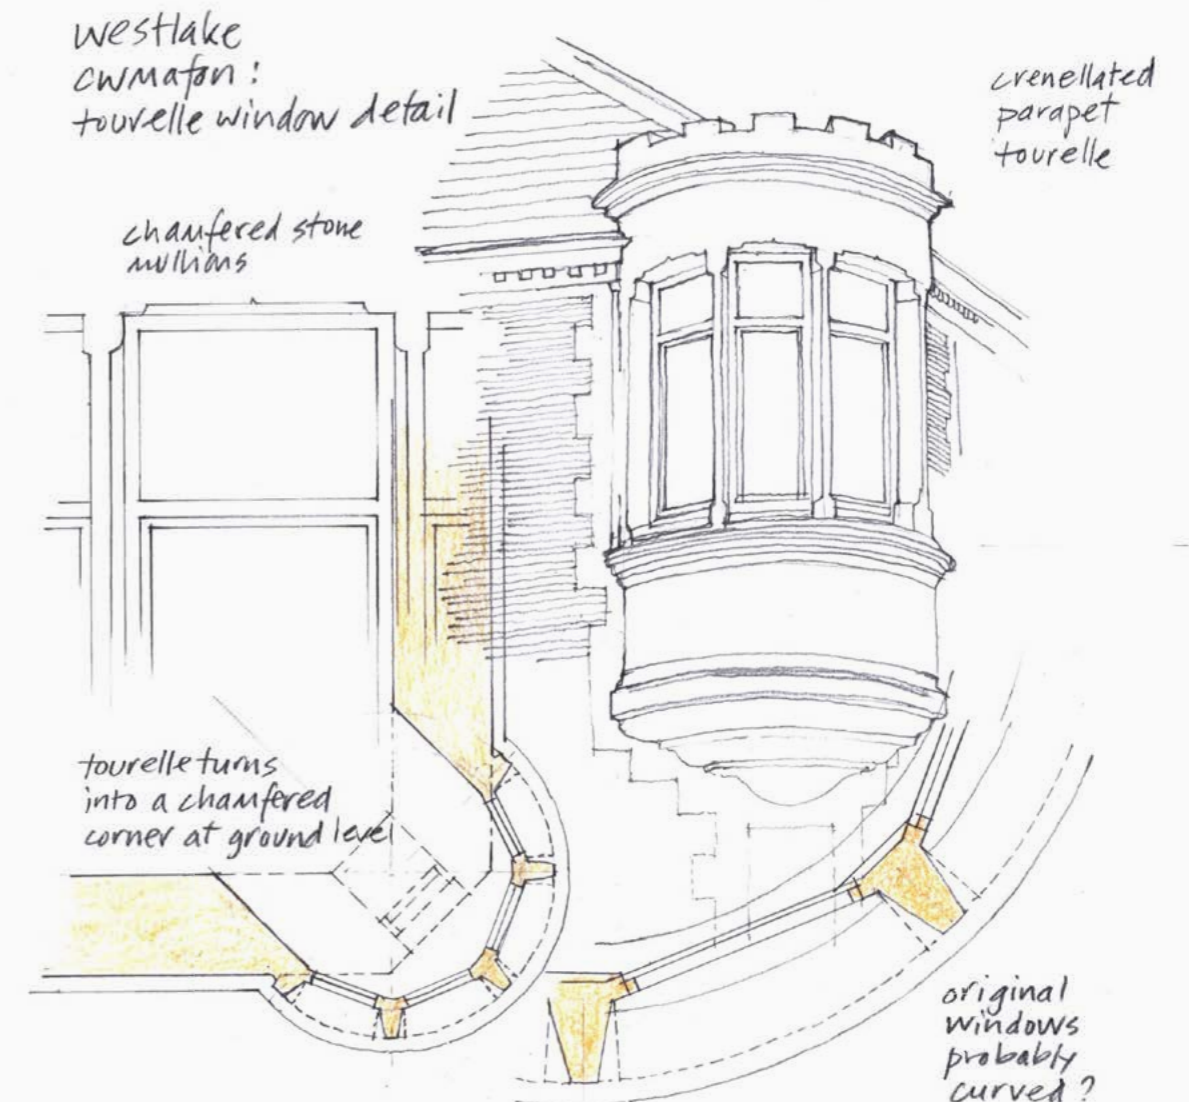 westlake
cwmafon:
tourelle window detail
crenellated
parapet
tourelle
chamfered stone
mullions
tourelle turns
into a chamfered
corner at ground level
original
windows
probably
curved?